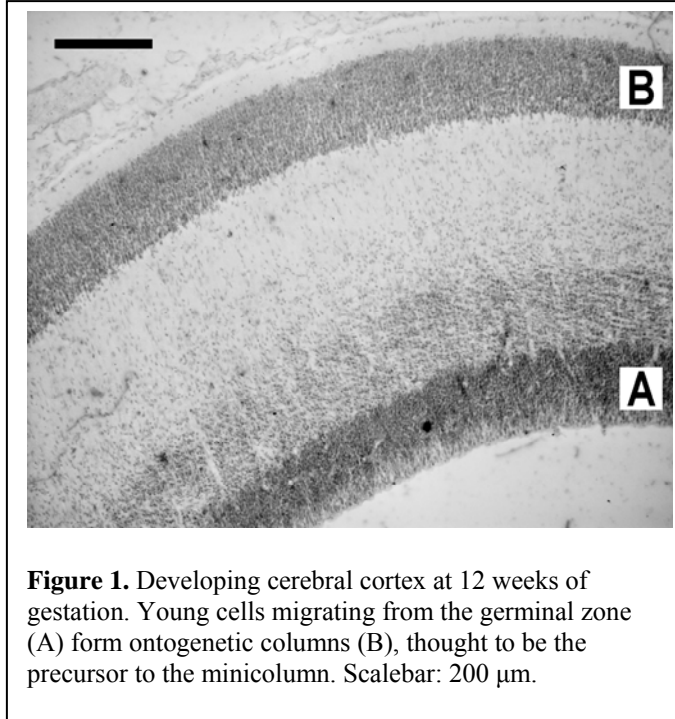 B
A
Figure 1. Developing cerebral cortex at 12 weeks of
gestation. Young cells migrating from the germinal zone
(A) form ontogenetic columns (B), thought to be the
precursor to the minicolumn. Scalebar: 200 μm.